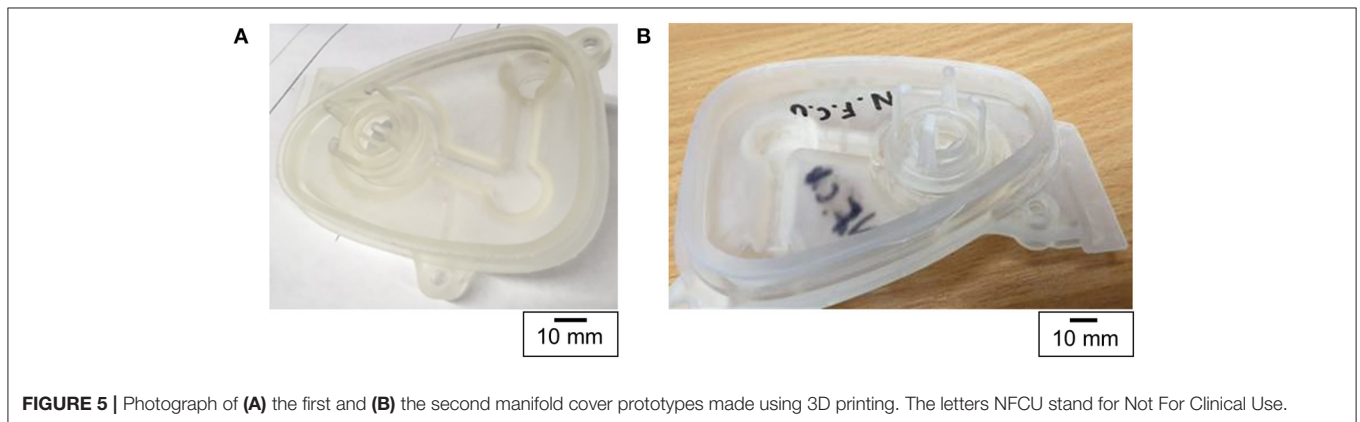 A
B
N.F.C.U
10 mm
10 mm
FIGURE 5 | Photograph of (A) the first and (B) the second manifold cover prototypes made using 3D printing. The letters NFCU stand for Not For Clinical Use.